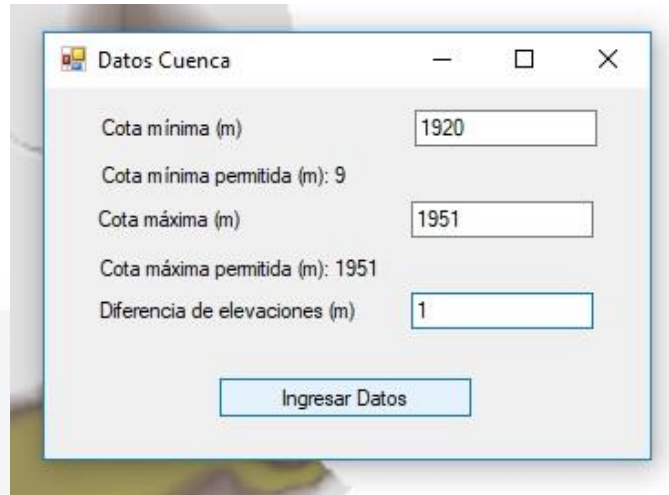 Datos Cuenca
Cota mínima (m) 1920
Cota mínima permitida (m): 9
Cota máxima (m) 1951
Cota máxima permitida (m): 1951
Diferencia de elevaciones (m) 1
Ingresar Datos